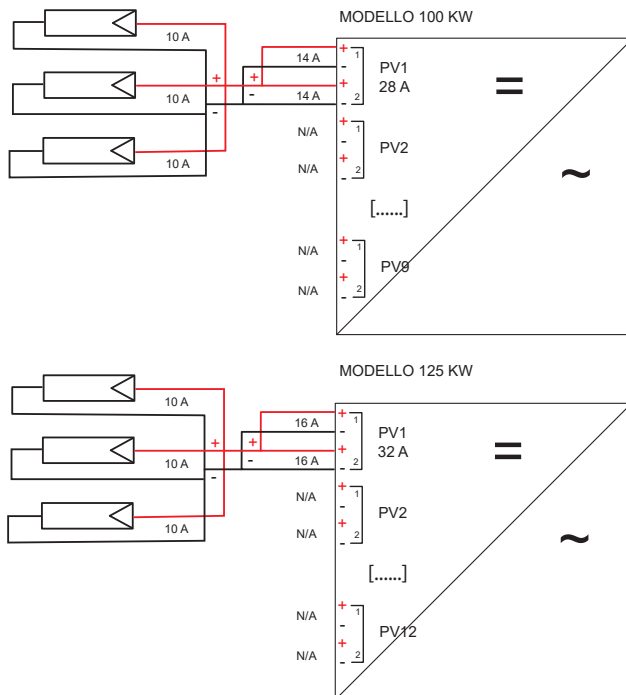 MODELLO 100 KW
10 A
+
1
14 A
+
-
PV1
+
+
28 A
=
10 A
-
14 A
2
-
-
N/A
+
1
-
PV2
~
10 A
N/A
+
2
-
[......]
N/A
+
1
-
PV9
N/A
+
2
-
MODELLO 125 KW
10 A
+
1
16 A
+
-
PV1
+
+
32 A
=
10 A
-
16 A
2
-
-
N/A
+
1
-
PV2
10 A
N/A
+
2
~
-
[......]
N/A
+
1
-
PV12
N/A
+
2
-